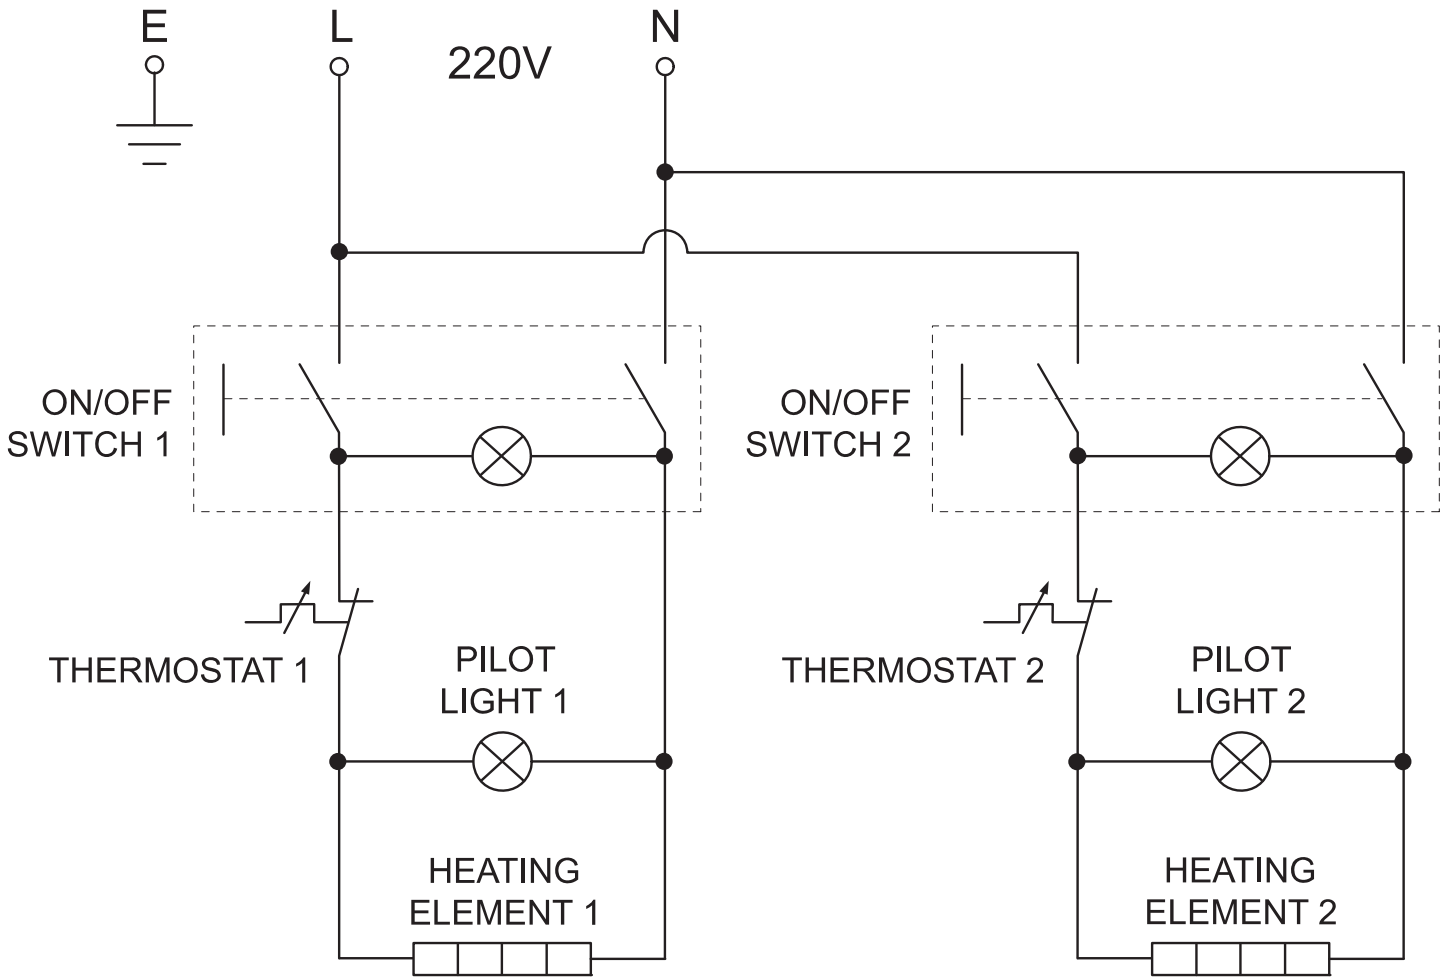 E
L
220V
N
ON/OFF
SWITCH 1
ON/OFF
SWITCH 2
THERMOSTAT 1
PILOT
LIGHT 1
THERMOSTAT 2
PILOT
LIGHT 2
HEATING
ELEMENT 1
HEATING
ELEMENT 2